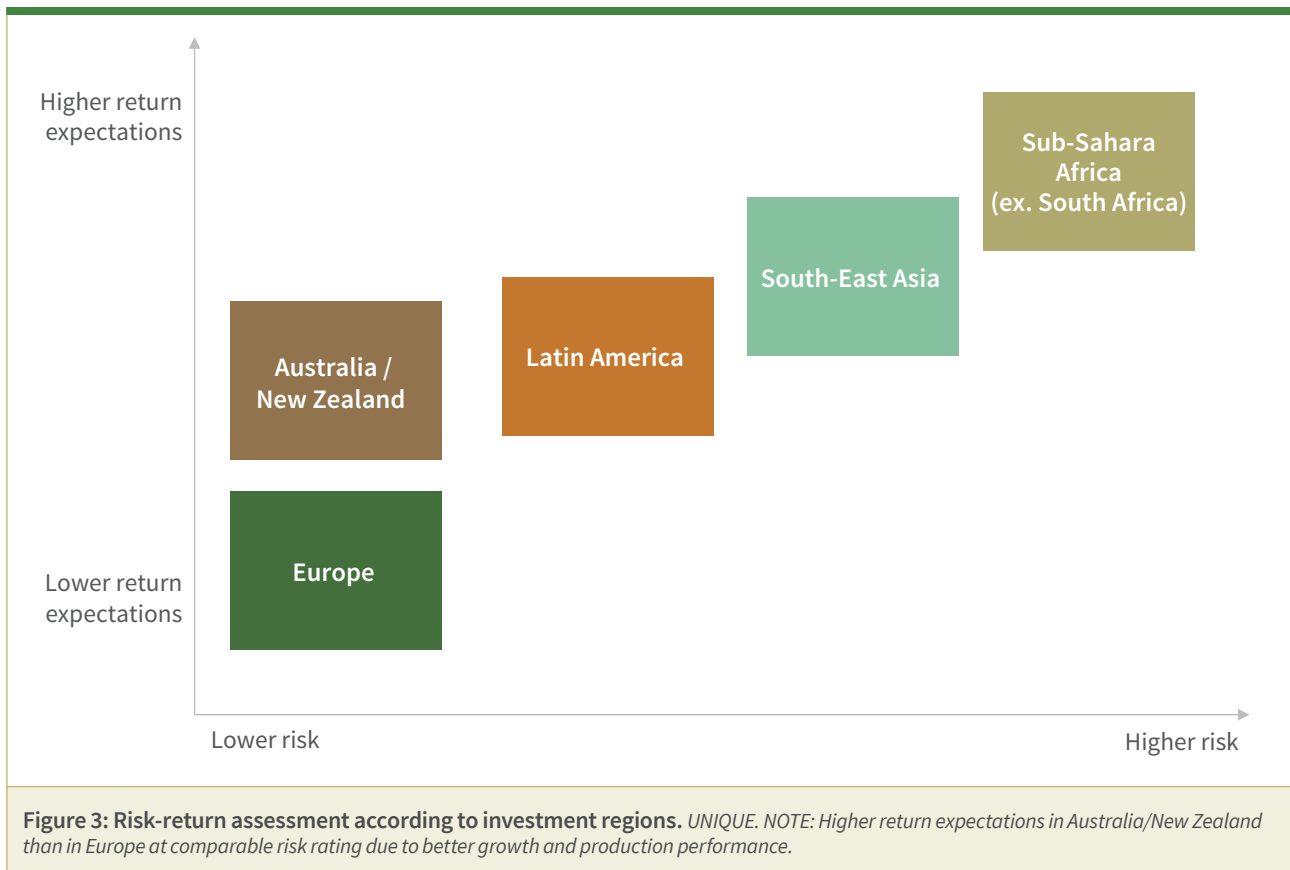 Higher return
expectations
Sub-Sahara
Africa
(ex. South Africa)
South-East Asia
Latin America
Australia /
New Zealand
Europe
Lower return
expectations
Lower risk
Higher risk
Figure 3: Risk-return assessment according to investment regions. UNIQUE. NOTE: Higher return expectations in Australia/New Zealand
than in Europe at comparable risk rating due to better growth and production performance.